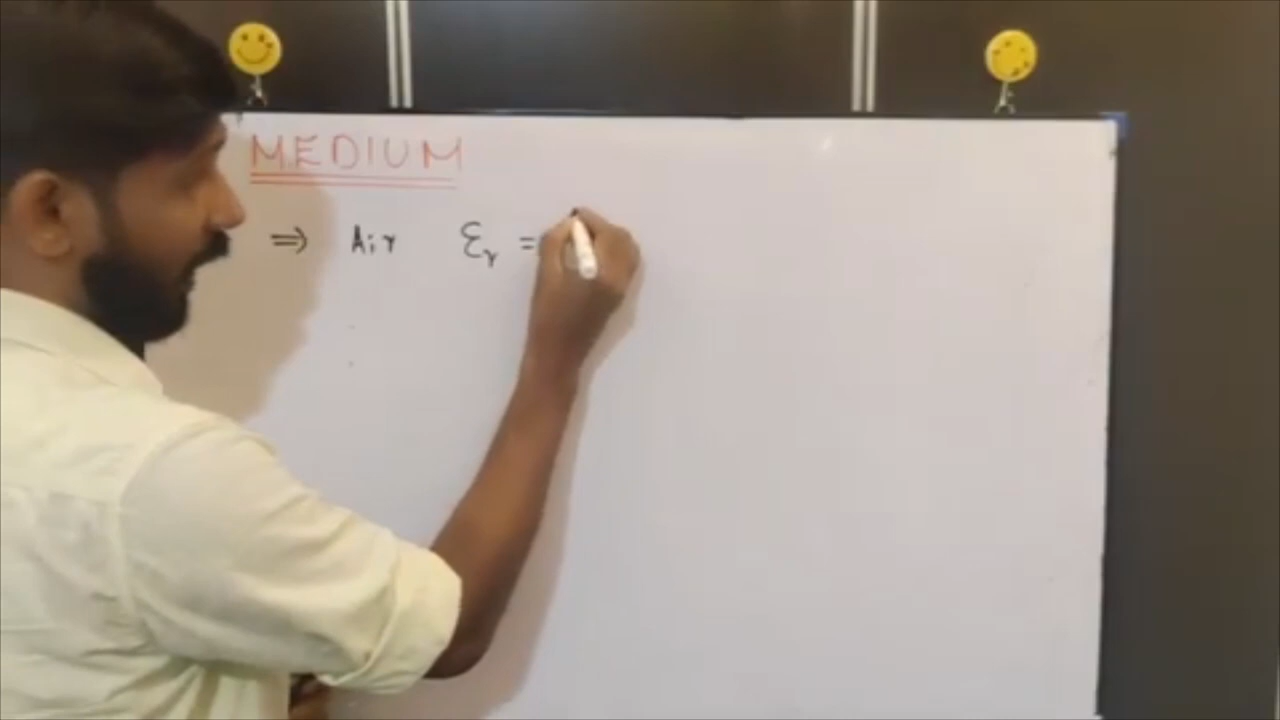 MEDIUM
⇒ Air εr =